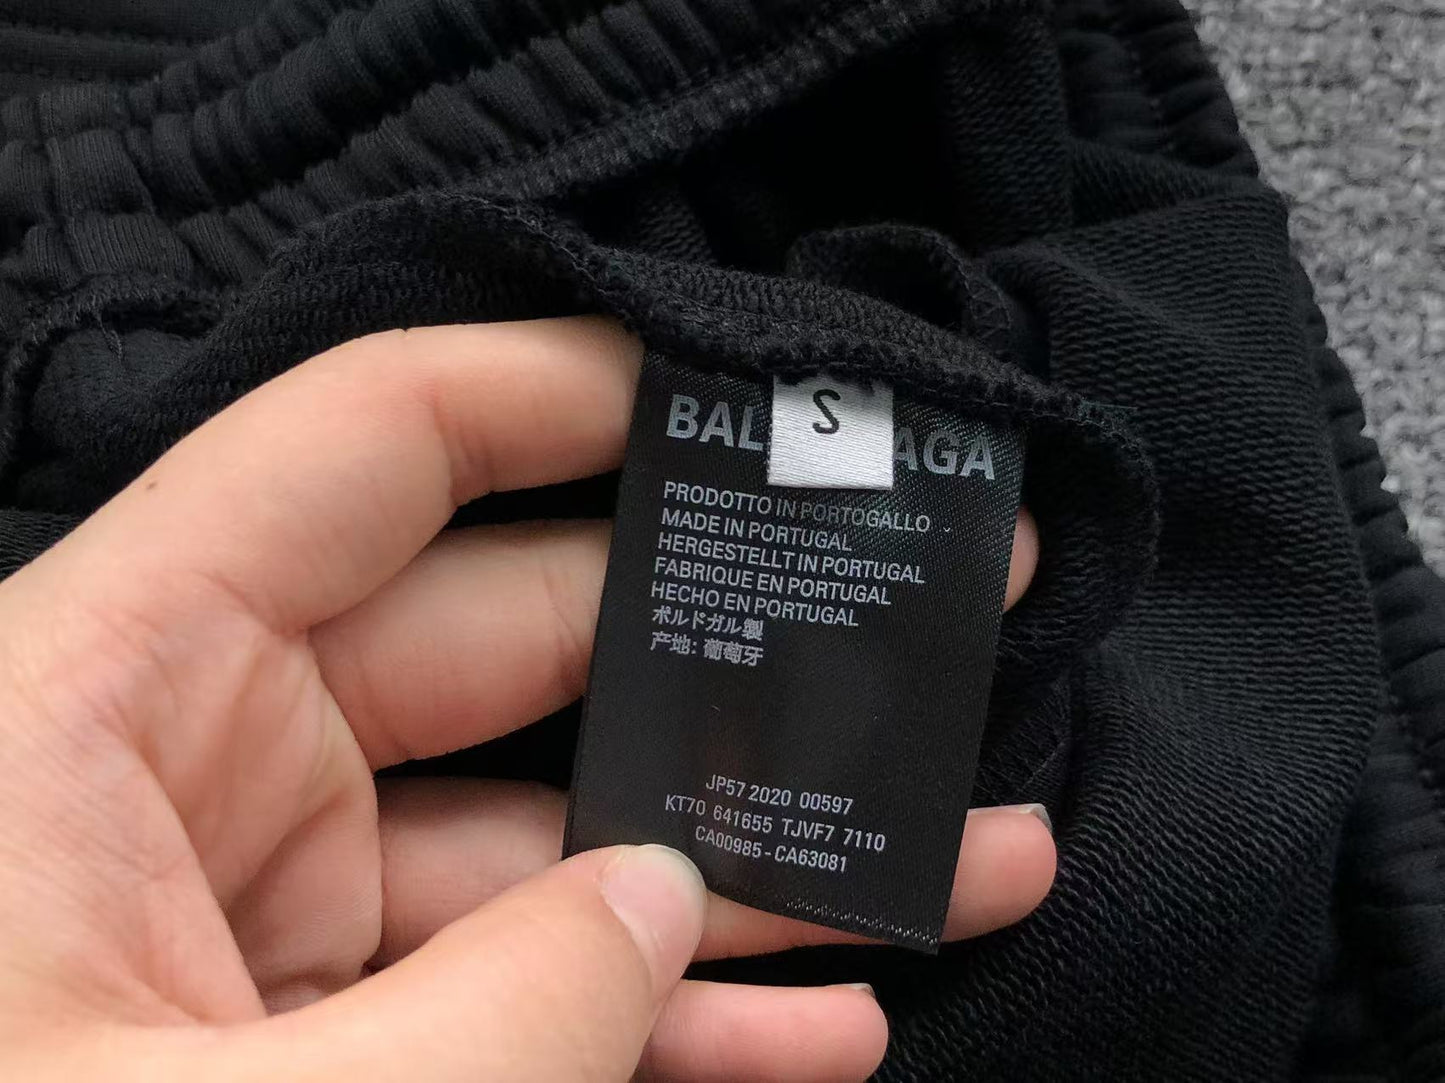 S
BAL AGA
PRODOTTO IN PORTOGALLO
MADE IN PORTUGAL
HERGESTELLT IN PORTUGAL
FABRIQUE EN PORTUGAL
HECHO EN PORTUGAL
ポルドガル製
产地: 葡萄牙
JP57 2020 00597
KT70 641655 TJVF7 7110
CA00985 - CA63081